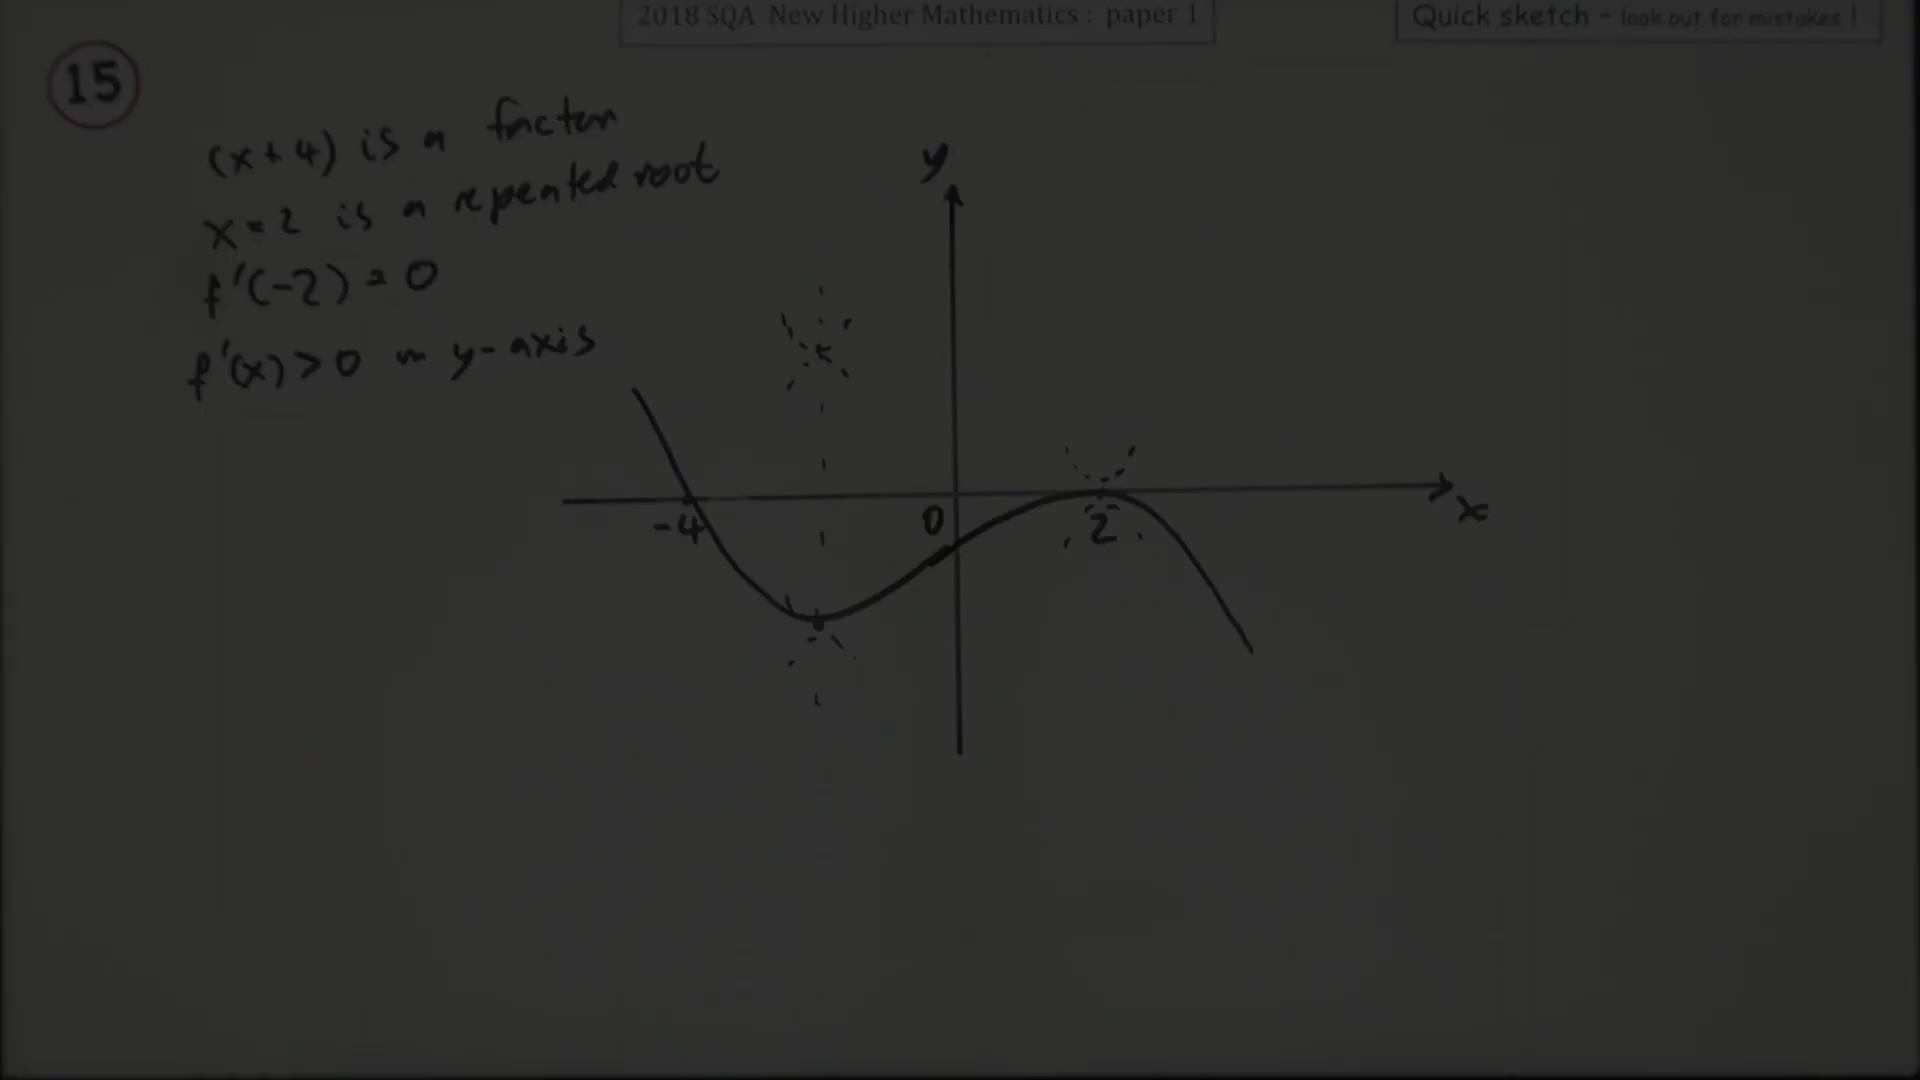 2018 SQA New Higher Mathematics : paper 1
Quick sketch - look out for mistakes !
15
(x+4) is a factor
x=2 is a repeated root
f'(-2) = 0
f'(x) > 0 on y-axis
y
-4
0
2
x